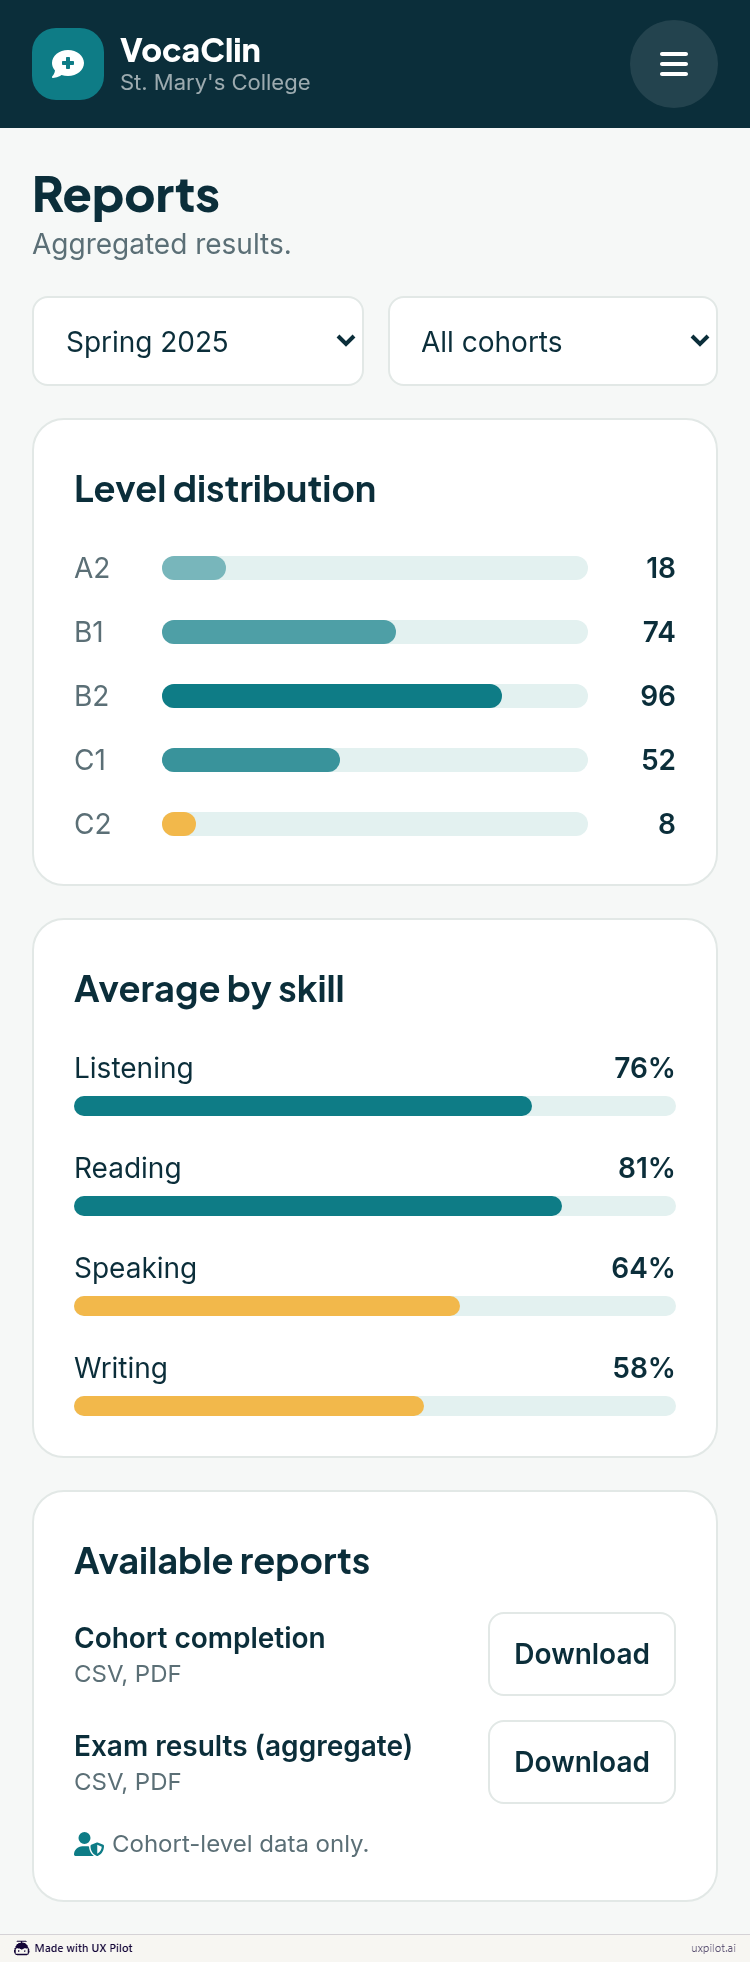 VocaClin
St. Mary's College
Reports
Aggregated results.
Spring 2025
All cohorts
Level distribution
A2 18
B1 74
B2 96
C1 52
C2 8
Average by skill
Listening 76%
Reading 81%
Speaking 64%
Writing 58%
Available reports
Cohort completion
CSV, PDF
Download
Exam results (aggregate)
CSV, PDF
Download
Cohort-level data only.
Made with UX Pilot
uxpilot.ai